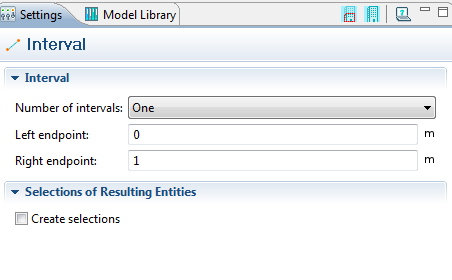 Settings Model Library
Interval
Interval
Number of intervals: One
Left endpoint: 0 m
Right endpoint: 1 m
Selections of Resulting Entities
Create selections